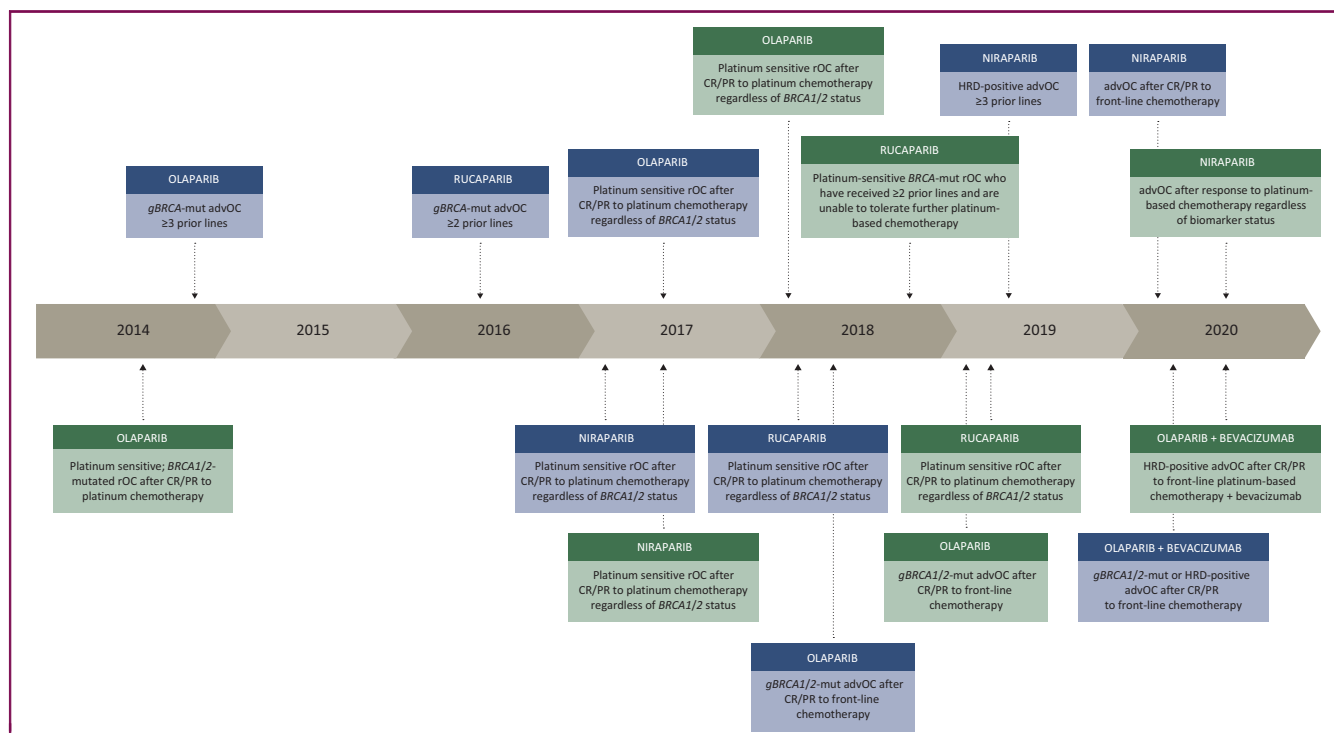 OLAPARIB
Platinum sensitive rOC after
CR/PR to platinum chemotherapy
regardless of BRCA1/2 status
NIRAPARIB
HRD-positive advOC
≥3 prior lines
NIRAPARIB
advOC after CR/PR to
front-line chemotherapy
OLAPARIB
gBRCA-mut advOC
≥3 prior lines
RUCAPARIB
gBRCA-mut advOC
≥2 prior lines
OLAPARIB
Platinum sensitive rOC after
CR/PR to platinum chemotherapy
regardless of BRCA1/2 status
RUCAPARIB
Platinum-sensitive BRCA-mut rOC who
have received ≥2 prior lines and are
unable to tolerate further platinum-
based chemotherapy
NIRAPARIB
advOC after response to platinum-
based chemotherapy regardless
of biomarker status
2014
2015
2016
2017
2018
2019
2020
OLAPARIB
Platinum sensitive; BRCA1/2-
mutated rOC after CR/PR to
platinum chemotherapy
NIRAPARIB
Platinum sensitive rOC after
CR/PR to platinum chemotherapy
regardless of BRCA1/2 status
RUCAPARIB
Platinum sensitive rOC after
CR/PR to platinum chemotherapy
regardless of BRCA1/2 status
RUCAPARIB
Platinum sensitive rOC after
CR/PR to platinum chemotherapy
regardless of BRCA1/2 status
OLAPARIB + BEVACIZUMAB
HRD-positive advOC after CR/PR
to front-line platinum-based
chemotherapy + bevacizumab
NIRAPARIB
Platinum sensitive rOC after
CR/PR to platinum chemotherapy
regardless of BRCA1/2 status
OLAPARIB
gBRCA1/2-mut advOC after
CR/PR to front-line
chemotherapy
OLAPARIB + BEVACIZUMAB
gBRCA1/2-mut or HRD-positive
advOC after CR/PR
to front-line chemotherapy
OLAPARIB
gBRCA1/2-mut advOC after
CR/PR to front-line
chemotherapy